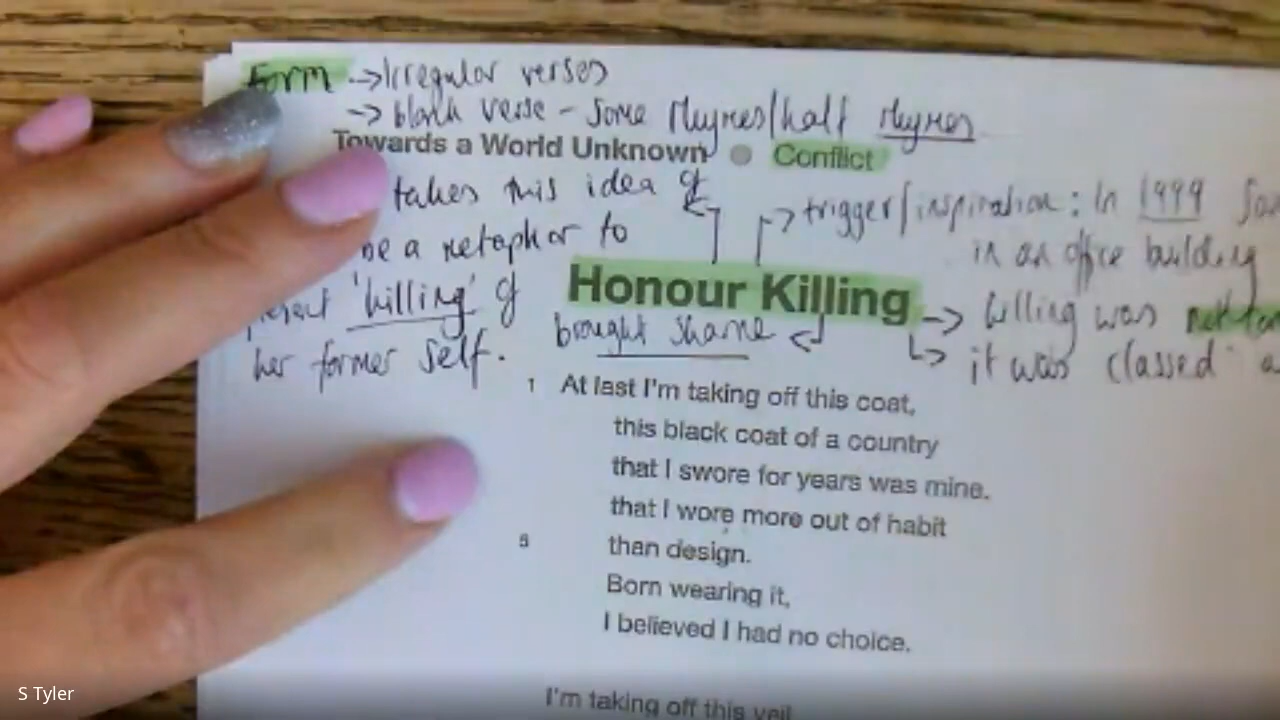 Form -> Irregular verses
-> blank verse - some rhymes/half rhymes
Towards a World Unknown Conflict
takes this idea of
be a metaphor to
'killing' of
her former self.
-> trigger/inspiration: In 1999
in an office building
Honour Killing
-> killing was
brought shame
it was classed
1 At last I'm taking off this coat,
this black coat of a country
that I swore for years was mine.
that I wore more out of habit
5 than design.
Born wearing it,
I believed I had no choice.
I'm taking off this veil
S Tyler